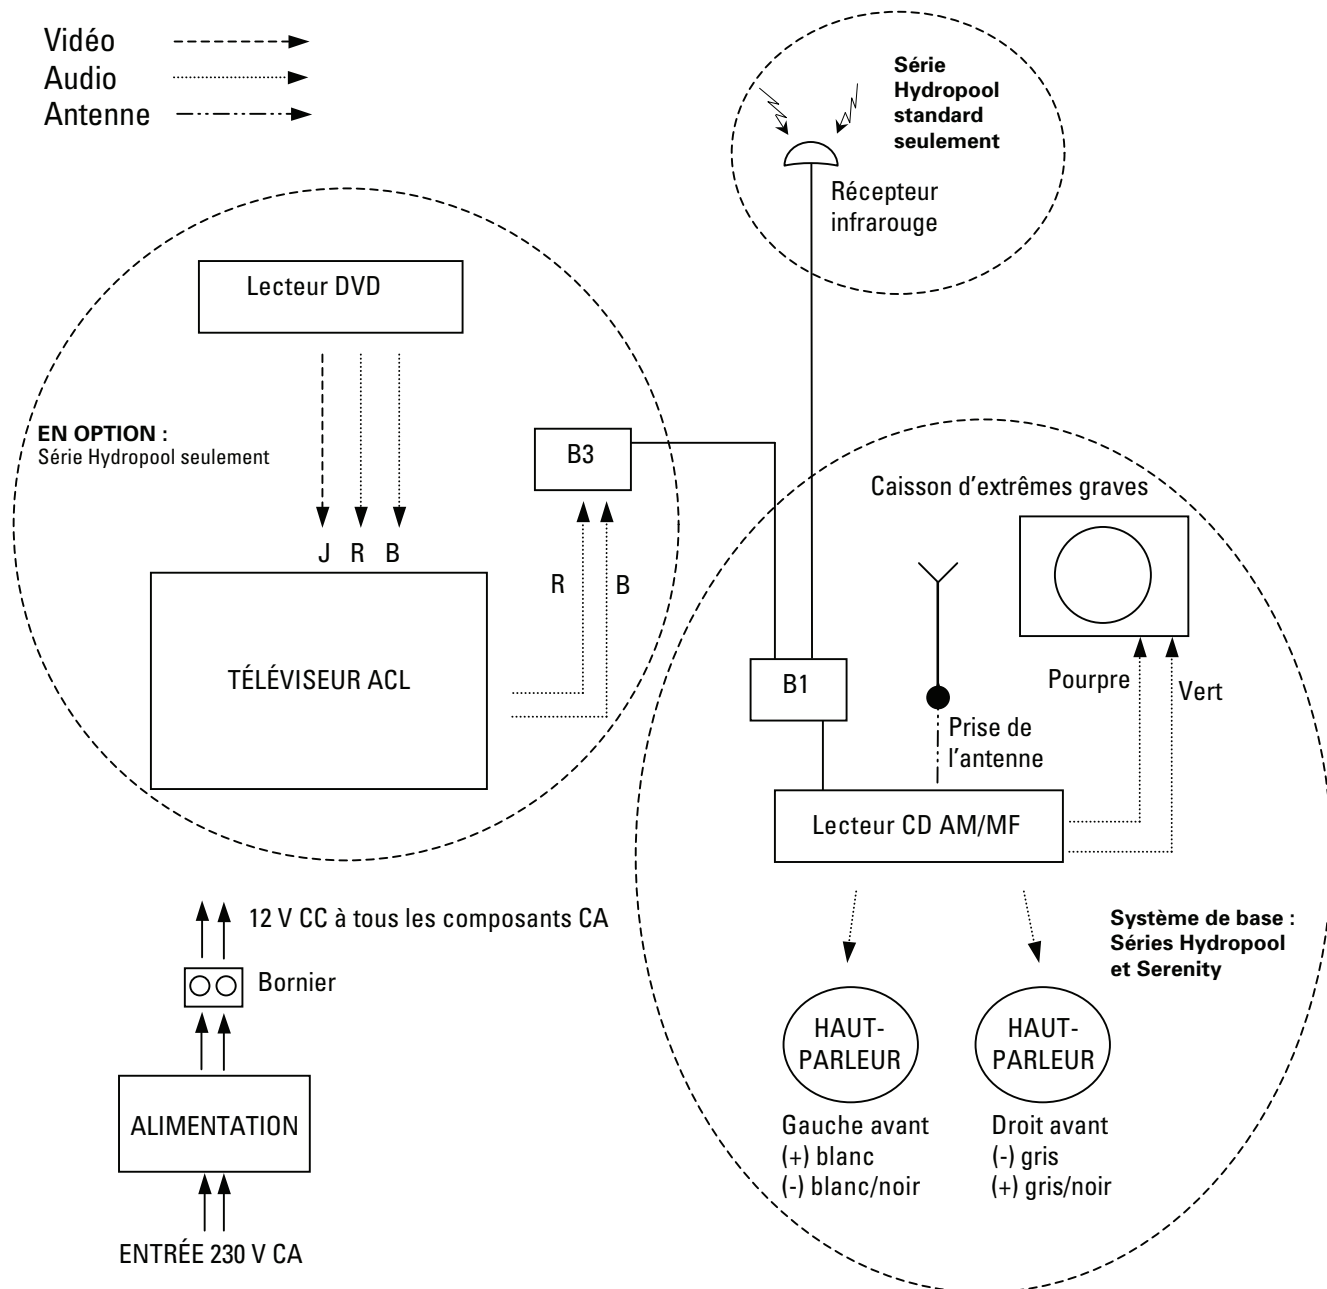 Vidéo
Audio
Antenne
Série
Hydropool
standard
seulement
Récepteur
infrarouge
Lecteur DVD
EN OPTION :
Série Hydropool seulement
J R B
B3
R B
TÉLÉVISEUR ACL
Caisson d'extrêmes graves
B1
Pourpre
Vert
Prise de
l'antenne
Lecteur CD AM/MF
12 V CC à tous les composants CA
Bornier
ALIMENTATION
ENTRÉE 230 V CA
Système de base :
Séries Hydropool
et Serenity
HAUT-
PARLEUR
Gauche avant
(+) blanc
(-) blanc/noir
HAUT-
PARLEUR
Droit avant
(-) gris
(+) gris/noir